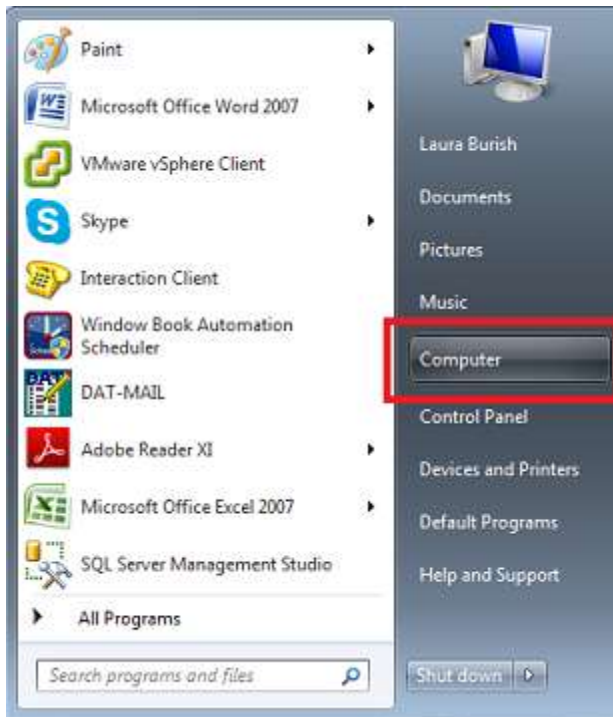 Paint
Microsoft Office Word 2007
VMware vSphere Client
Skype
Interaction Client
Window Book Automation
Scheduler
DAT-MAIL
Adobe Reader XI
Microsoft Office Excel 2007
SQL Server Management Studio
All Programs
Search programs and files
Laura Burish
Documents
Pictures
Music
Computer
Control Panel
Devices and Printers
Default Programs
Help and Support
Shut down